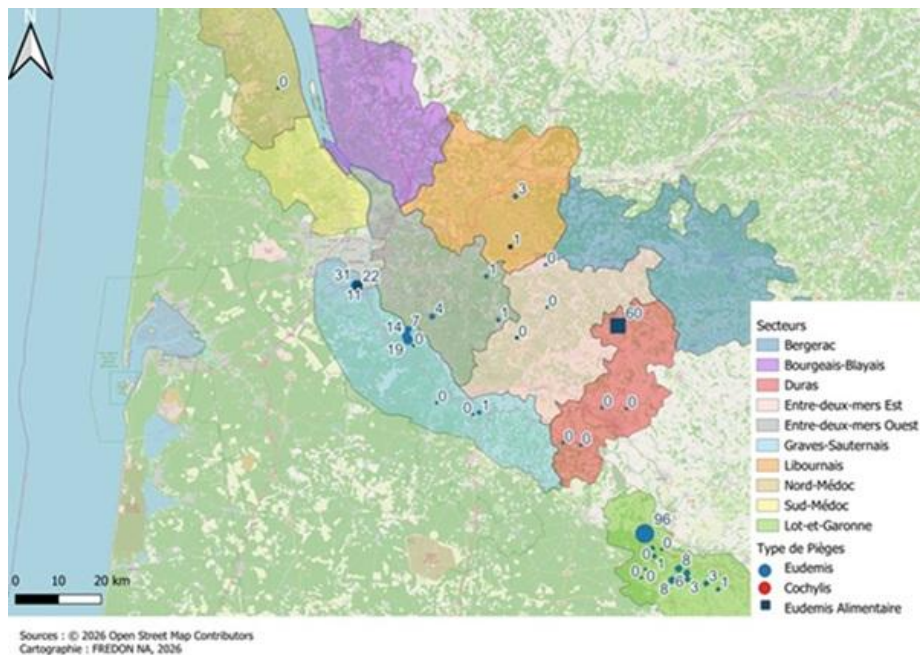 N
0
3
1
0
31 22
11
1
0
14 7
4
1
0
60
19 0
0
Secteurs
Bergerac
Bourgeais-Blayais
Duras
Entre-deux-mers Est
Entre-deux-mers Ouest
Graves-Sauternais
Libournais
Nord-Médoc
Sud-Médoc
Lot-et-Garonne
Type de Pièges
Eudemis
Cochylis
Eudemis Alimentaire
0
0 1
0 0
0 0
96
0
0
1 8
0 0
8 6 3 3 1
0 10 20 km
Sources : © 2026 Open Street Map Contributors
Cartographie : FREDON NA, 2026